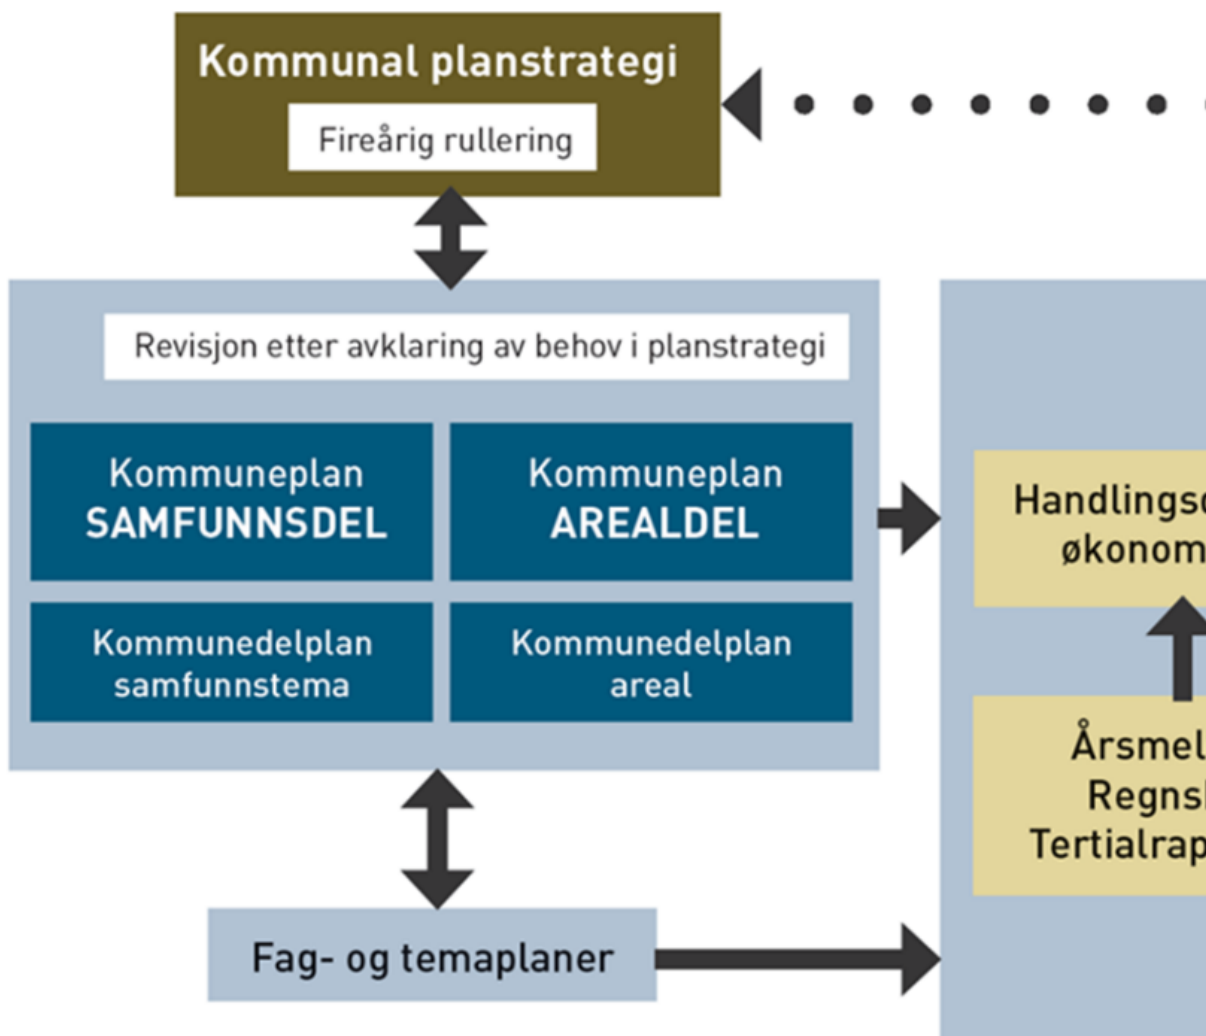 Kommunal planstrategi
Fireårig rullering
Revisjon etter avklaring av behov i planstrategi
Kommuneplan
SAMFUNNSDEL
Kommuneplan
AREALDEL
Kommunedelplan
samfunnstema
Kommunedelplan
areal
Fag- og temaplaner